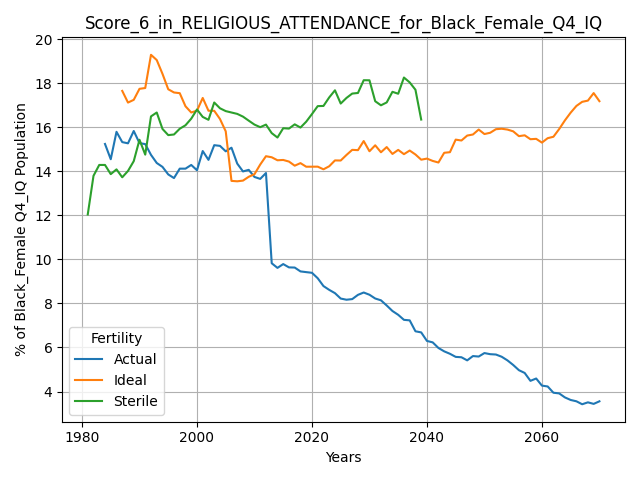 Score_6_in_RELIGIOUS_ATTENDANCE_for_Black_Female_Q4_IQ
% of Black_Female Q4_IQ Population
20
18
16
14
12
10
8
6
4
Fertility
Actual
Ideal
Sterile
1980 2000 2020 2040 2060
Years